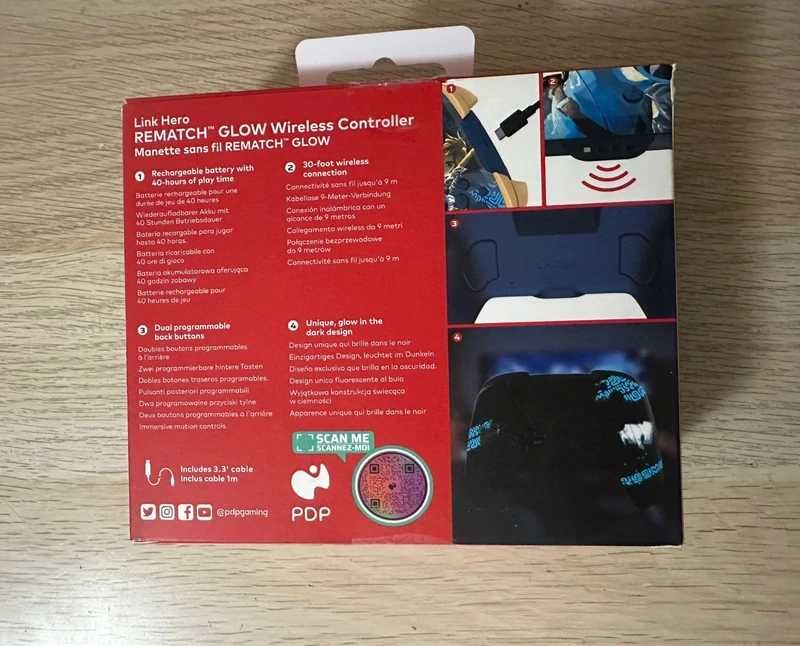 Link Hero
REMATCH™ GLOW Wireless Controller
Manette sans fil REMATCH™ GLOW
1 Rechargeable battery with
40-hours of play time
Batterie rechargeable pour une
durée de jeu de 40 heures
Wiederaufladbarer Akku mit
40 Stunden Betriebsdauer
Batería recargable para jugar
hasta 40 horas.
Batteria ricaricabile con
40 ore di gioco
Bateria akumulatorowa oferująca
40 godzin zabawy
Batterie rechargeable pour
40 heures de jeu
2 30-foot wireless
connection
Connectivité sans fil jusqu'à 9 m
Kabellose 9-Meter-Verbindung
Conexión inalámbrica con un
alcance de 9 metros
Collegamento wireless da 9 metri
Połączenie bezprzewodowe
do 9 metrów
Connectivité sans fil jusqu'à 9 m
3 Dual programmable
back buttons
Doubles boutons programmables
à l'arrière
Zwei programmierbare hintere Tasten
Dobles botones traseros programables.
Pulsanti posteriori programmabili
Dwa programowane przyciski tylne
Deux boutons programmables à l'arrière
Immersive motion controls
4 Unique, glow in the
dark design
Design unique qui brille dans le noir
Einzigartiges Design, leuchtet im Dunkeln
Diseño exclusivo que brilla en la oscuridad.
Design unico fluorescente al buio
Wyjątkowa konstrukcja świecąca
w ciemności
Apparence unique qui brille dans le noir
Includes 3.3' cable
Inclus cable 1m
@pdpgaming
SCAN ME
SCANNEZ-MOI
PDP
1
2
3
4